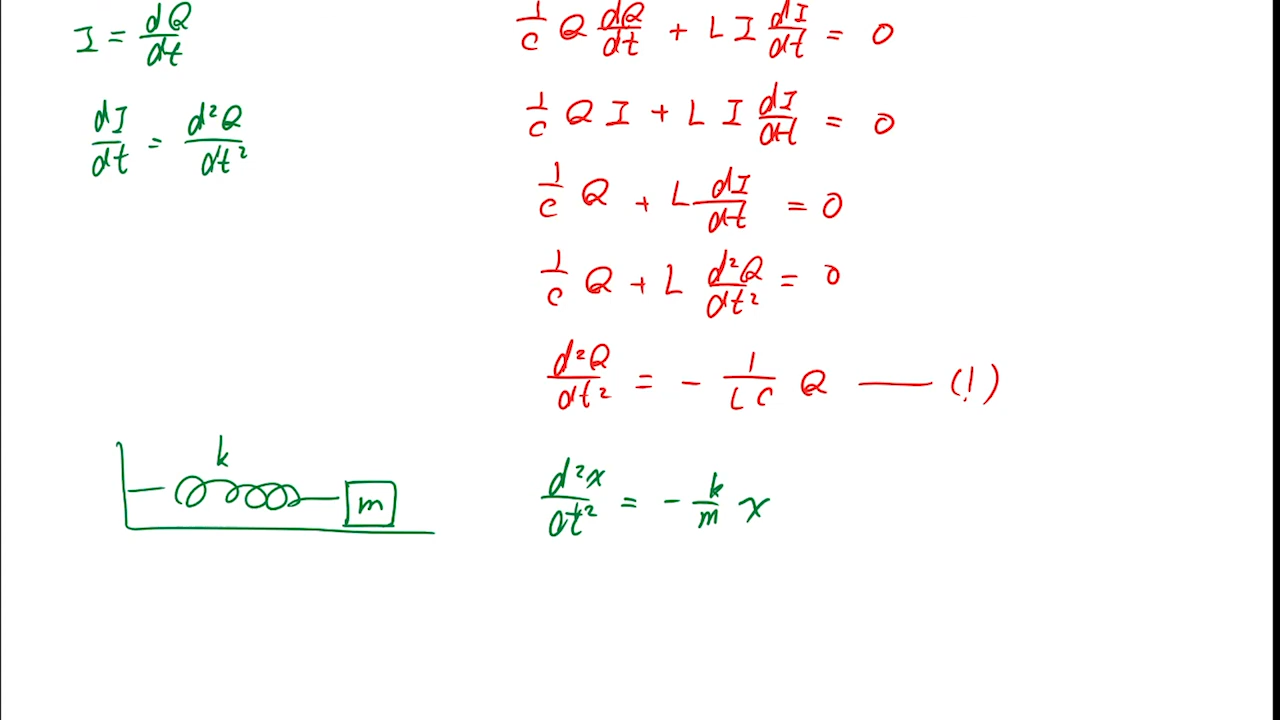 I = dQ/dt
dI/dt = d²Q/dt²
1/C Q dQ/dt + L I dI/dt = 0
1/C Q I + L I dI/dt = 0
1/C Q + L dI/dt = 0
1/C Q + L d²Q/dt² = 0
d²Q/dt² = - 1/LC Q —— (1)
k
m
d²x/dt² = - k/m x